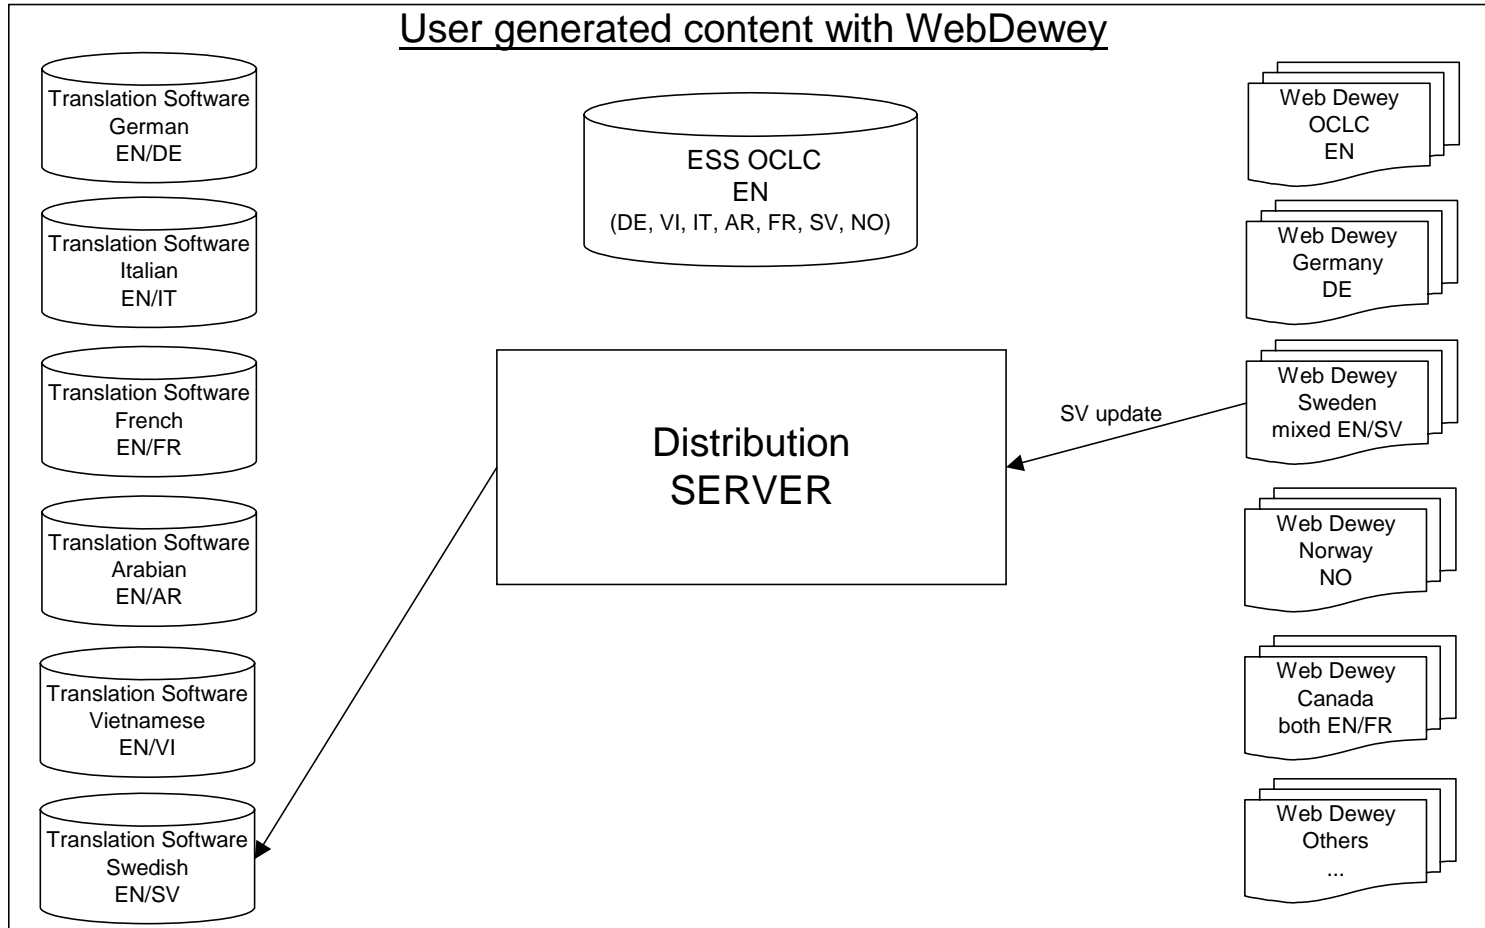 User generated content with WebDewey
Translation Software
German
EN/DE
Translation Software
Italian
EN/IT
Translation Software
French
EN/FR
Translation Software
Arabian
EN/AR
Translation Software
Vietnamese
EN/VI
Translation Software
Swedish
EN/SV
ESS OCLC
EN
(DE, VI, IT, AR, FR, SV, NO)
Distribution
SERVER
SV update
Web Dewey
OCLC
EN
Web Dewey
Germany
DE
Web Dewey
Sweden
mixed EN/SV
Web Dewey
Norway
NO
Web Dewey
Canada
both EN/FR
Web Dewey
Others
...